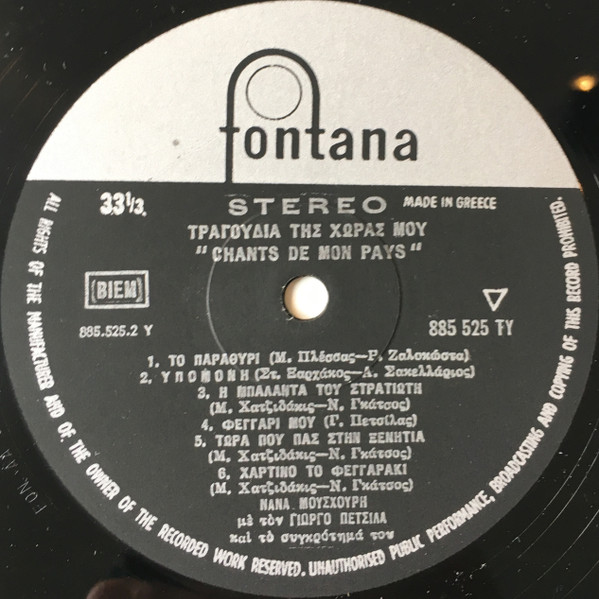 fontana
33 1/3.
STEREO
MADE IN GREECE
ΤΡΑΓΟΥΔΙΑ ΤΗΣ ΧΩΡΑΣ ΜΟΥ
"CHANTS DE MON PAYS"
BIEM
885.525.2 Y
885 525 TY
1. ΤΟ ΠΑΡΑΘΥΡΙ (Μ. Πλέσσας—Ρ. Ζαλοκώστα)
2. ΥΠΟΜΟΝΗ (Στ. Ξαρχάκος—Α. Σακελλάριος)
3. Η ΜΠΑΛΑΝΤΑ ΤΟΥ ΣΤΡΑΤΙΩΤΗ
(Μ. Χατζιδάκις—Ν. Γκάτσος)
4. ΦΕΓΓΑΡΙ ΜΟΥ (Γ. Πετσίλας)
5. ΤΩΡΑ ΠΟΥ ΠΑΣ ΣΤΗΝ ΞΕΝΗΤΙΑ
(Μ. Χατζιδάκις—Ν. Γκάτσος)
6. ΧΑΡΤΙΝΟ ΤΟ ΦΕΓΓΑΡΑΚΙ
(Μ. Χατζιδάκις—Ν. Γκάτσος)
ΝΑΝΑ ΜΟΥΣΧΟΥΡΗ
μὲ τὸν ΓΙΩΡΓΟ ΠΕΤΣΙΛΑ
καὶ τὸ συγκρότημά του
ALL RIGHTS OF THE MANUFACTURER AND OF THE OWNER OF THE RECORDED WORK RESERVED. UNAUTHORISED PUBLIC PERFORMANCE, BROADCASTING AND COPYING OF THIS RECORD PROHIBITED.